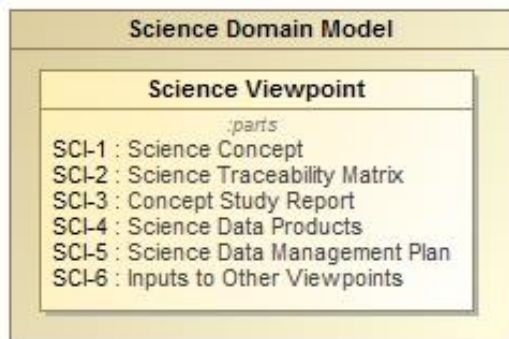 Science Domain Model
Science Viewpoint
:parts
SCI-1 : Science Concept
SCI-2 : Science Traceability Matrix
SCI-3 : Concept Study Report
SCI-4 : Science Data Products
SCI-5 : Science Data Management Plan
SCI-6 : Inputs to Other Viewpoints